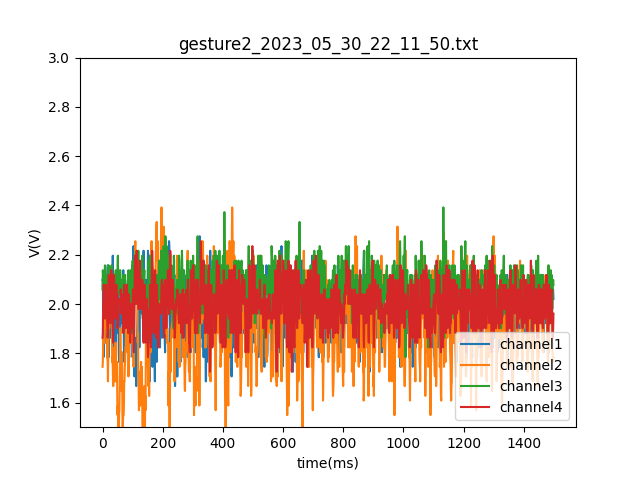 gesture2_2023_05_30_22_11_50.txt
3.0
2.8
2.6
2.4
2.2
2.0
1.8
1.6
V(V)
0 200 400 600 800 1000 1200 1400
time(ms)
channel1
channel2
channel3
channel4